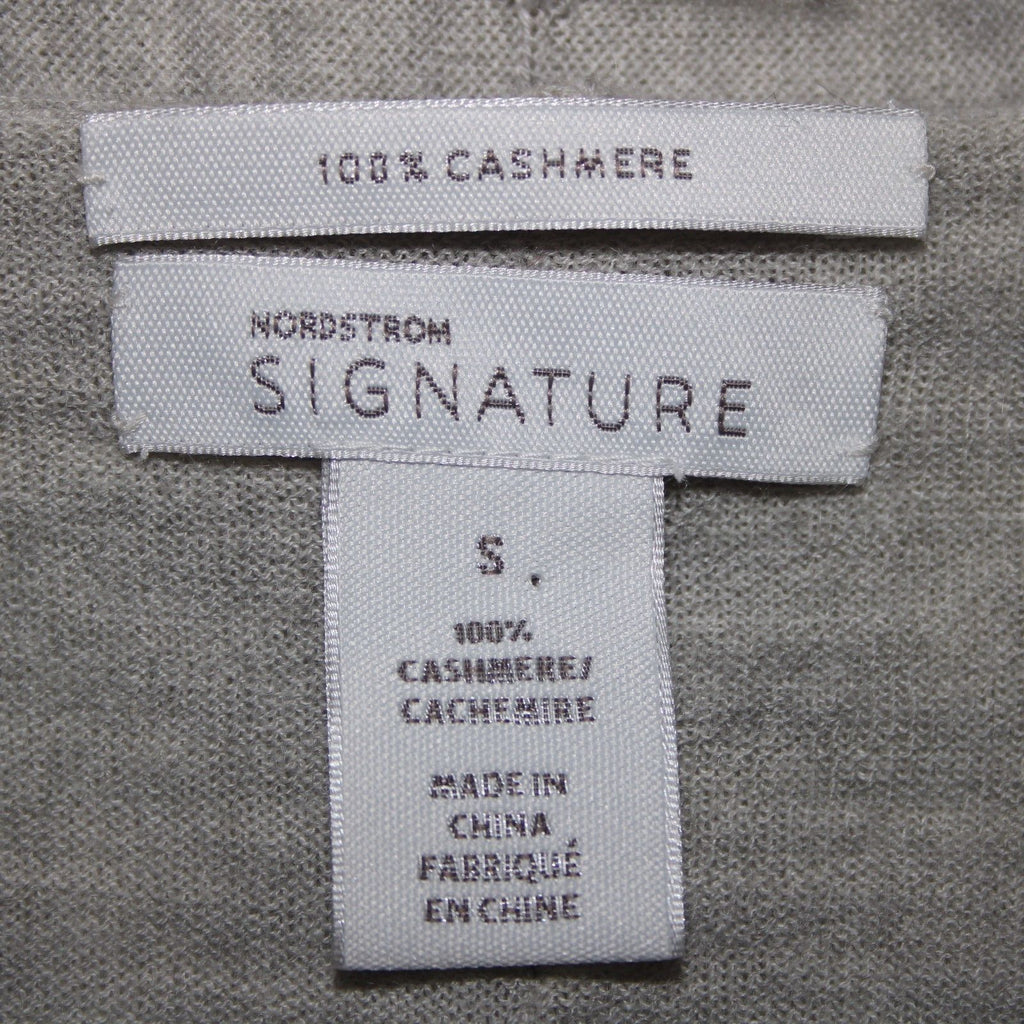 100% CASHMERE
NORDSTROM
SIGNATURE
S .
100%
CASHMERE/
CACHEMIRE
MADE IN
CHINA
FABRIQUÉ
EN CHINE